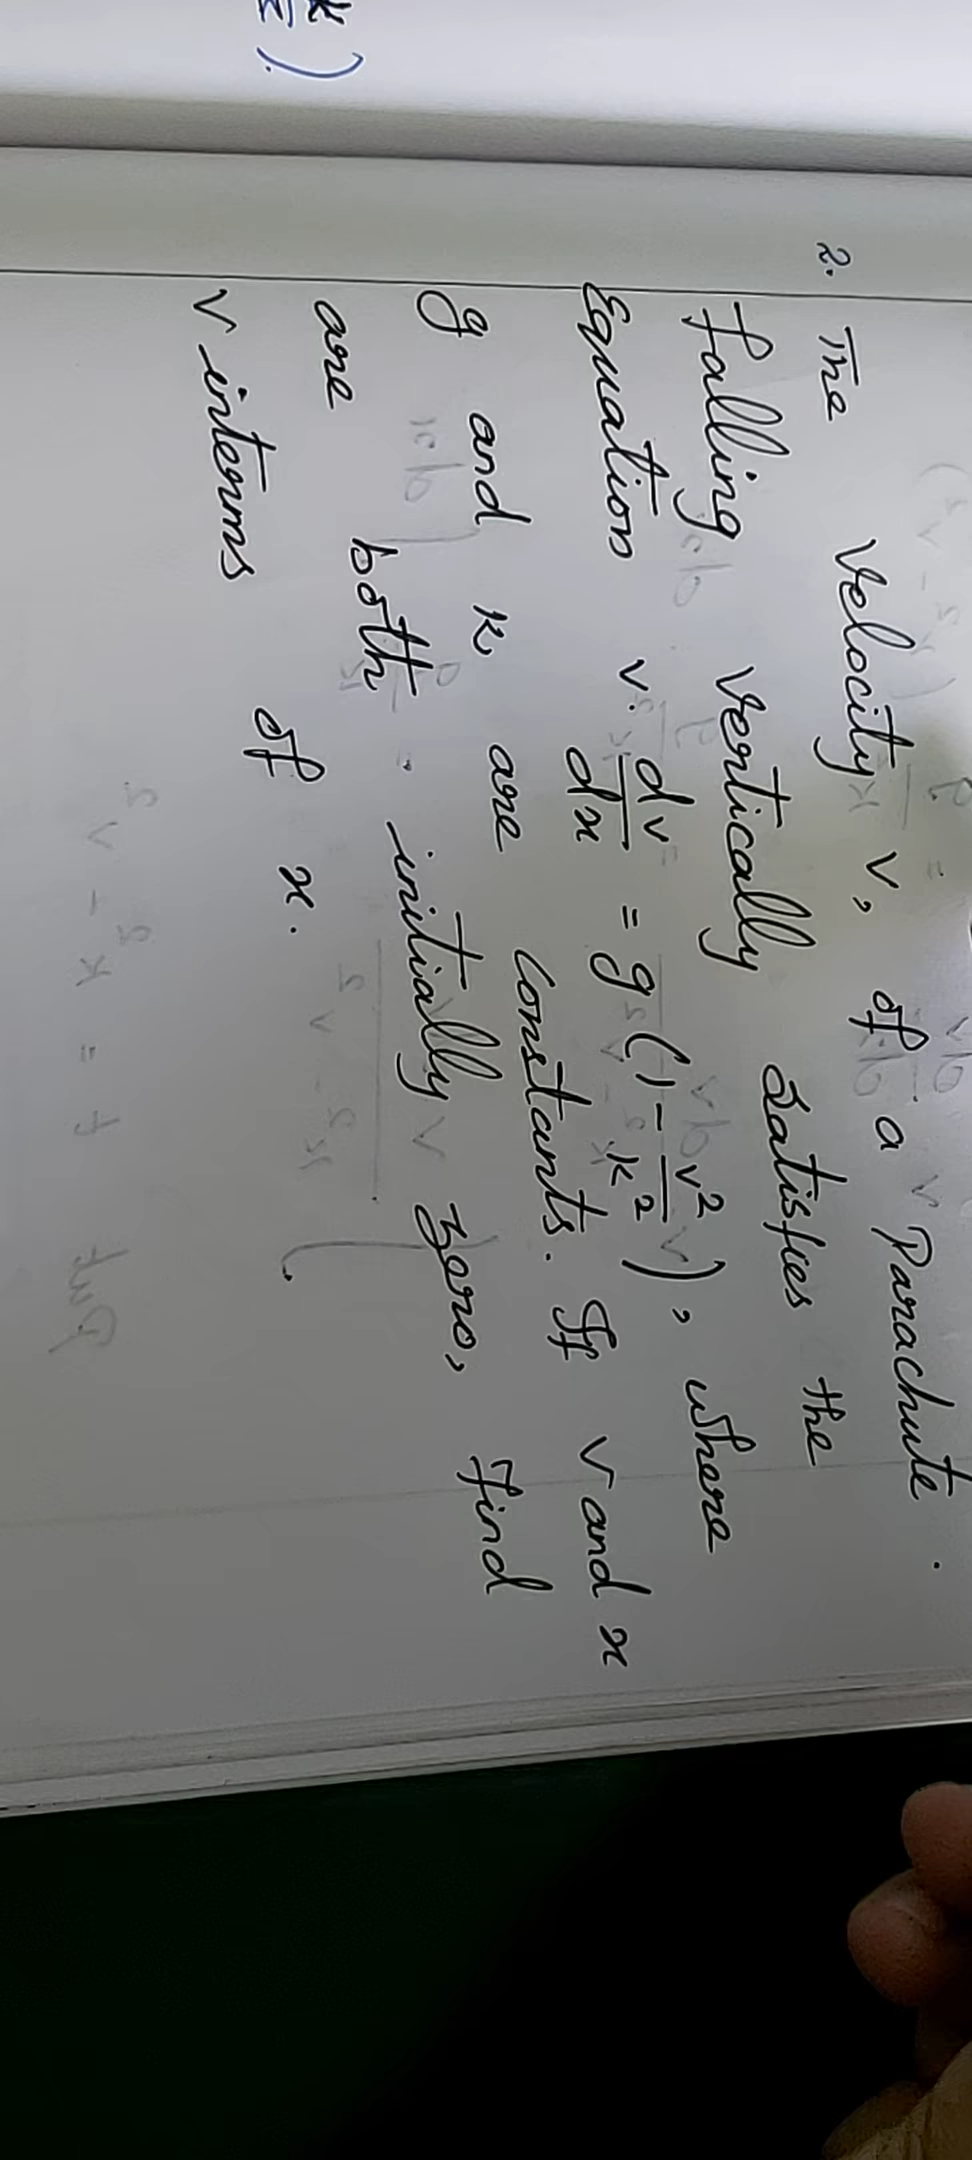 2. The Velocity v, of a Parachute.
falling vertically satisfies the
Equation v. dv/dx = g(1 - v²/k²), where
g and k are constants. If v and x
are both initially zero, find
v interms of x.
k
).